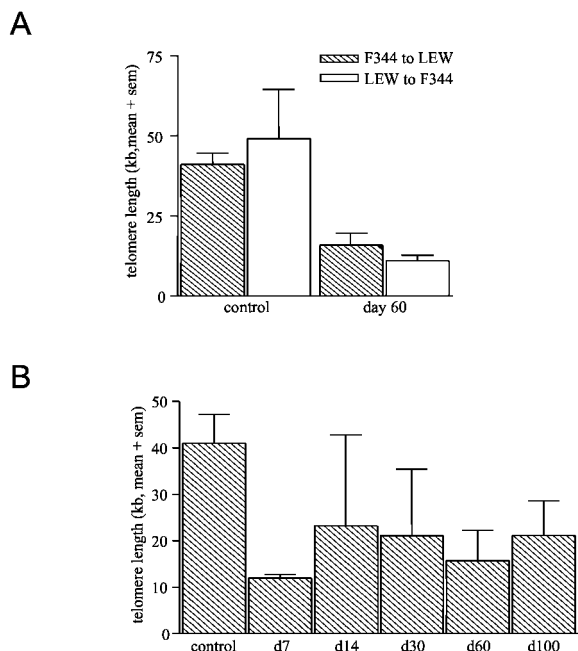 A
telomere length (kb,mean + sem)
75
50
25
0
F344 to LEW
LEW to F344
control day 60
B
telomere length (kb, mean + sem)
50
40
30
20
10
0
control d7 d14 d30 d60 d100